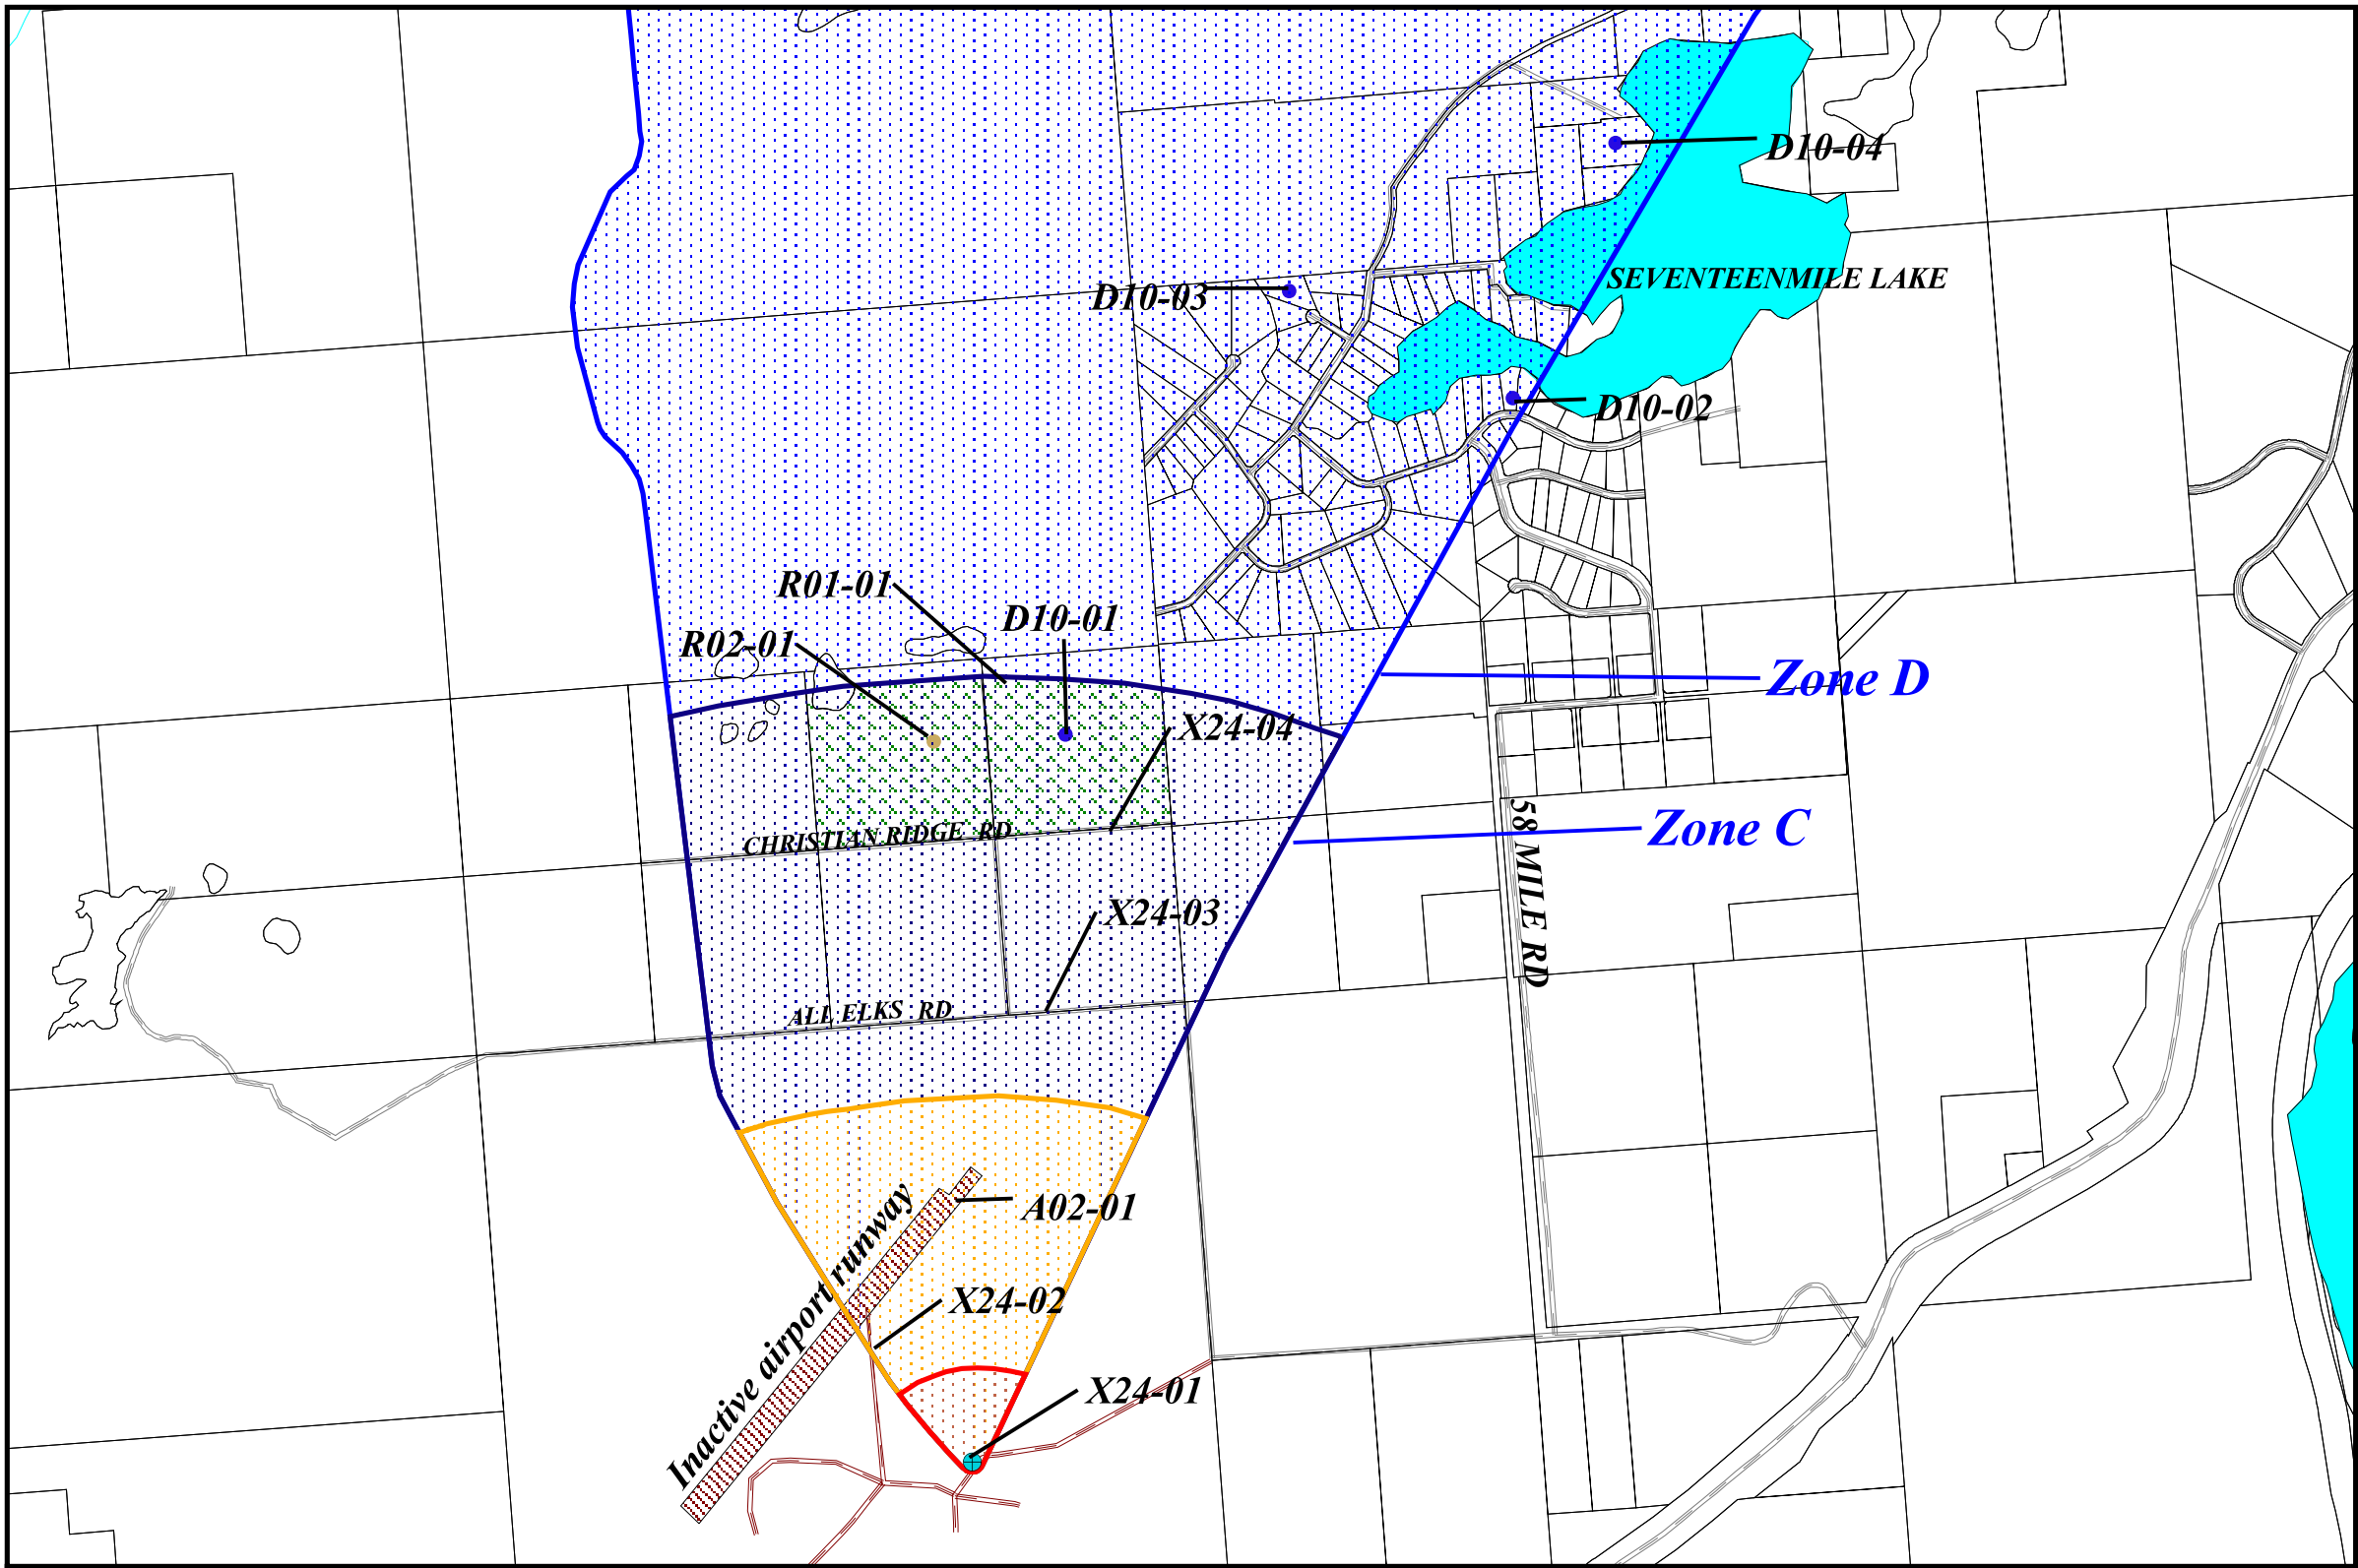 D10-04
SEVENTEENMILE LAKE
D10-03
D10-02
R01-01
D10-01
R02-01
Zone D
X24-04
58 MILE RD
Zone C
CHRISTIAN RIDGE RD
X24-03
ALL ELKS RD
A02-01
Inactive airport runway
X24-02
X24-01